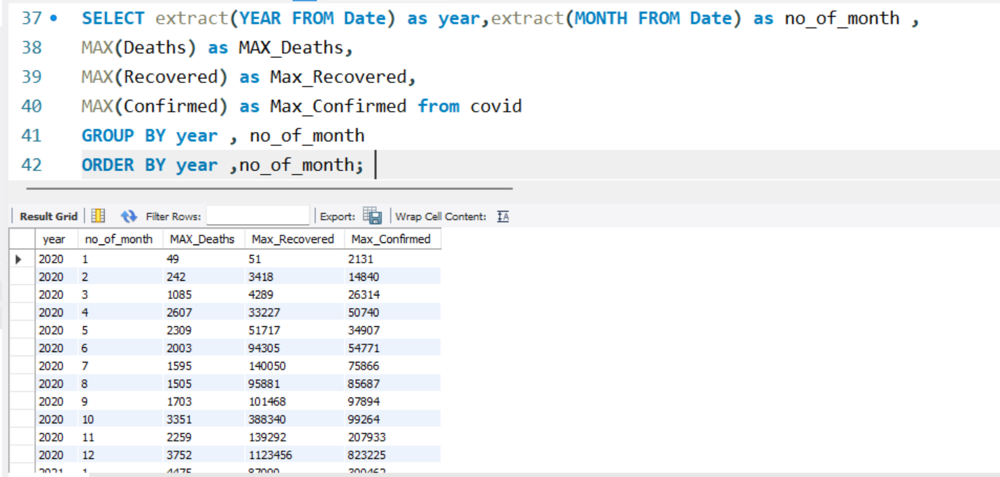 37 SELECT extract(YEAR FROM Date) as year,extract(MONTH FROM Date) as no_of_month ,
38 MAX(Deaths) as MAX_Deaths,
39 MAX(Recovered) as Max_Recovered,
40 MAX(Confirmed) as Max_Confirmed from covid
41 GROUP BY year , no_of_month
42 ORDER BY year ,no_of_month;
Result Grid Filter Rows: Export: Wrap Cell Content:
year no_of_month MAX_Deaths Max_Recovered Max_Confirmed
2020 1 49 51 2131
2020 2 242 3418 14840
2020 3 1085 4289 26314
2020 4 2607 33227 50740
2020 5 2309 51717 34907
2020 6 2003 94305 54771
2020 7 1595 140050 75866
2020 8 1505 95881 85687
2020 9 1703 101468 97894
2020 10 3351 388340 99264
2020 11 2259 139292 207933
2020 12 3752 1123456 823225
2021 1 4475